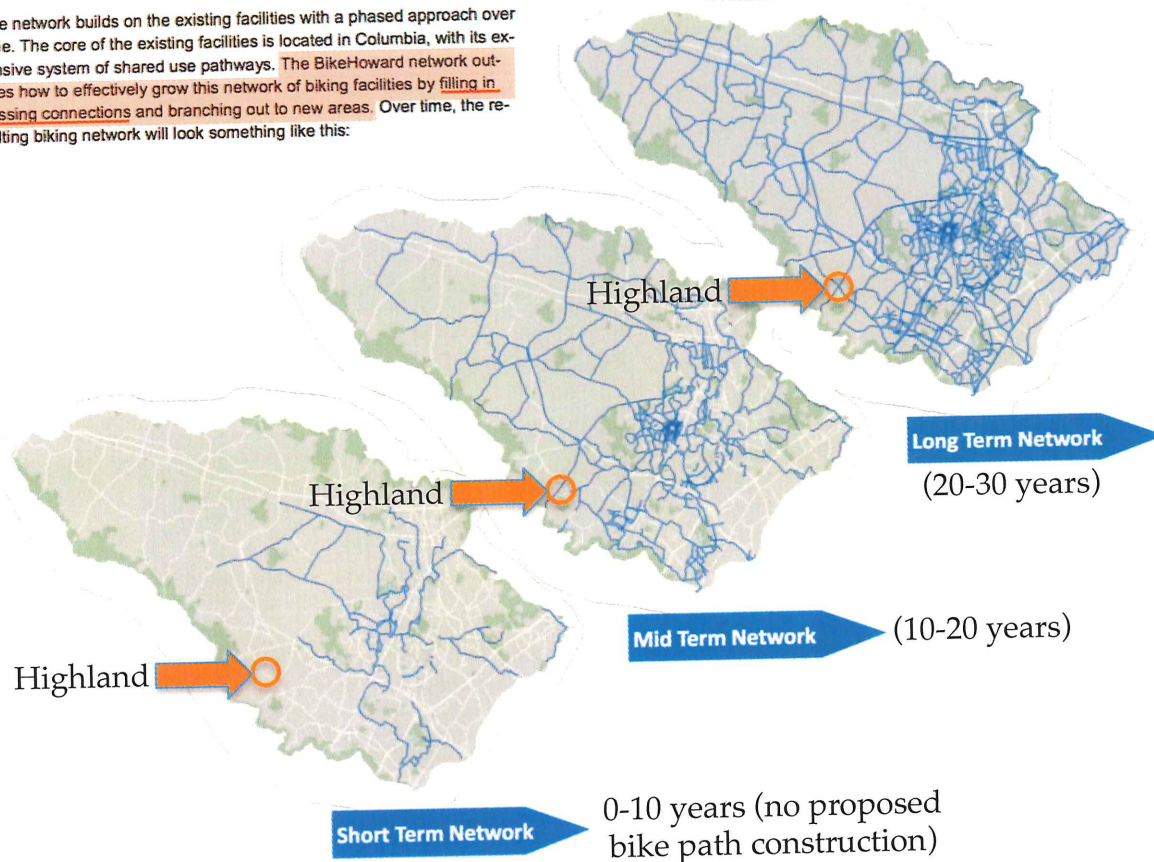 e network builds on the existing facilities with a phased approach over
e. The core of the existing facilities is located in Columbia, with its ex-
nsive system of shared use pathways. The BikeHoward network out-
es how to effectively grow this network of biking facilities by filling in
ssing connections and branching out to new areas. Over time, the re-
lting biking network will look something like this:
Highland
Long Term Network
(20-30 years)
Highland
Mid Term Network
(10-20 years)
Highland
Short Term Network
0-10 years (no proposed
bike path construction)